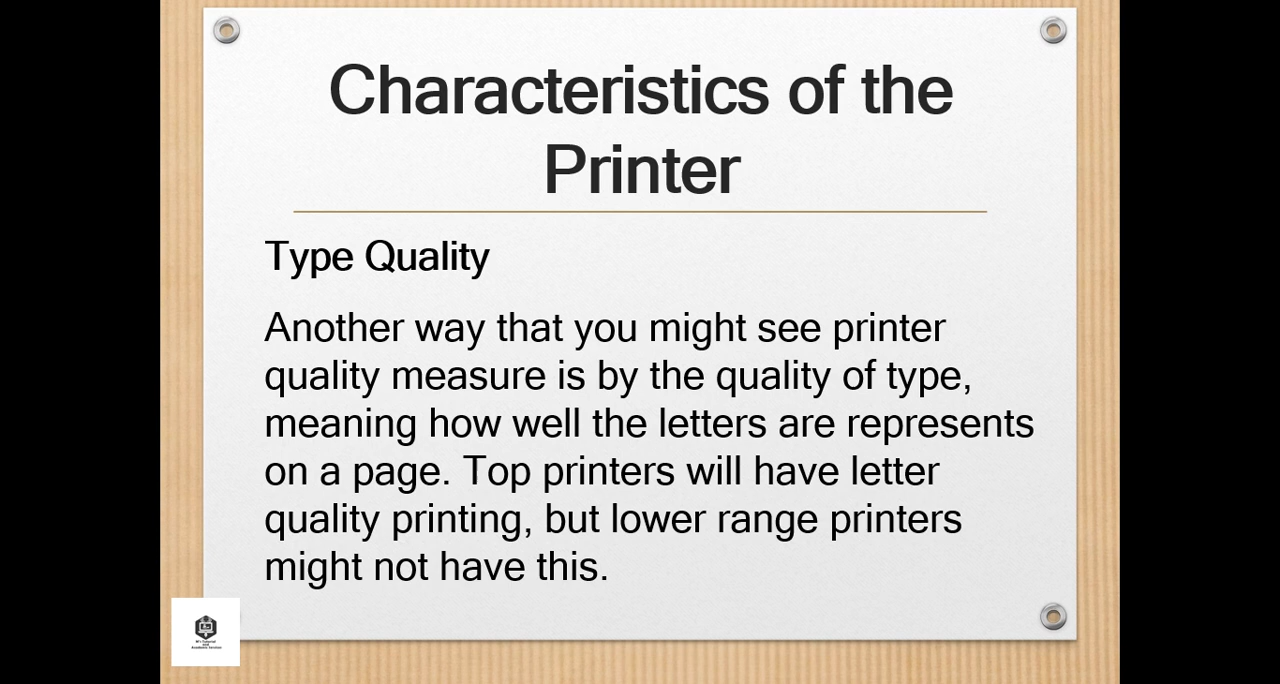 Characteristics of the
Printer
Type Quality
Another way that you might see printer
quality measure is by the quality of type,
meaning how well the letters are represents
on a page. Top printers will have letter
quality printing, but lower range printers
might not have this.